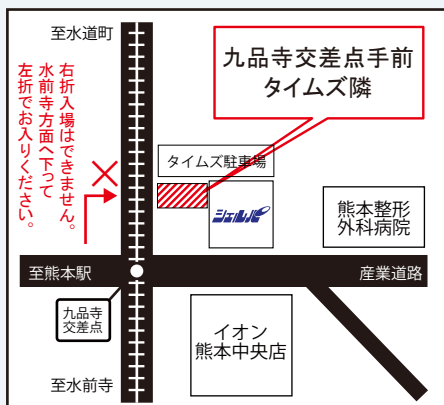 至水道町
九品寺交差点手前
タイムズ隣
右折入場はできません。
水前寺方面へ下って
左折でお入りください。
タイムズ駐車場
シェルパ
熊本整形
外科病院
至熊本駅
産業道路
九品寺
交差点
イオン
熊本中央店
至水前寺